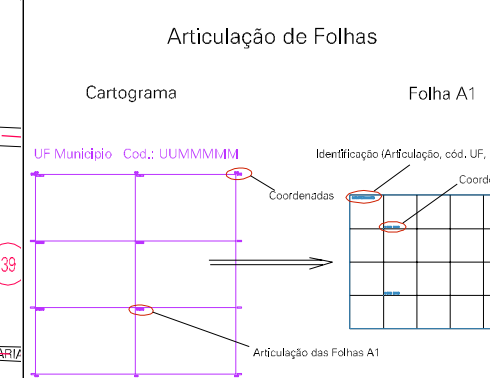 Articulação de Folhas
Cartograma
Folha A1
UF Municipio Cod.: UUMMMMM
Identificação (Articulação, cód. UF,
Coordenadas
39
Articulação das Folhas A1